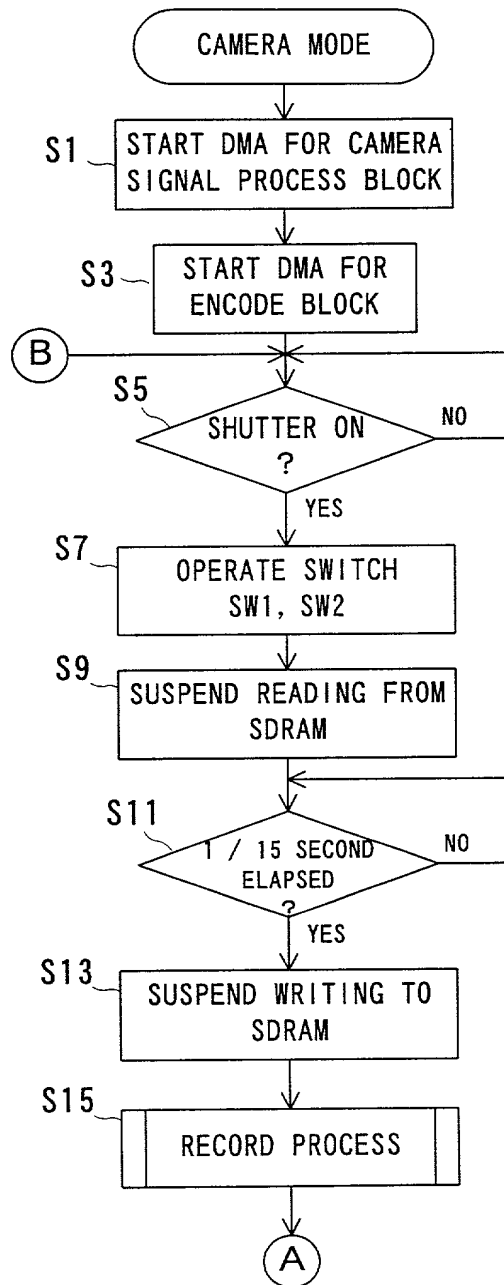 CAMERA MODE
S1
START DMA FOR CAMERA
SIGNAL PROCESS BLOCK
S3
START DMA FOR
ENCODE BLOCK
B
S5
SHUTTER ON
?
NO
YES
S7
OPERATE SWITCH
SW1, SW2
S9
SUSPEND READING FROM
SDRAM
S11
1 / 15 SECOND
ELAPSED
?
NO
YES
S13
SUSPEND WRITING TO
SDRAM
S15
RECORD PROCESS
A